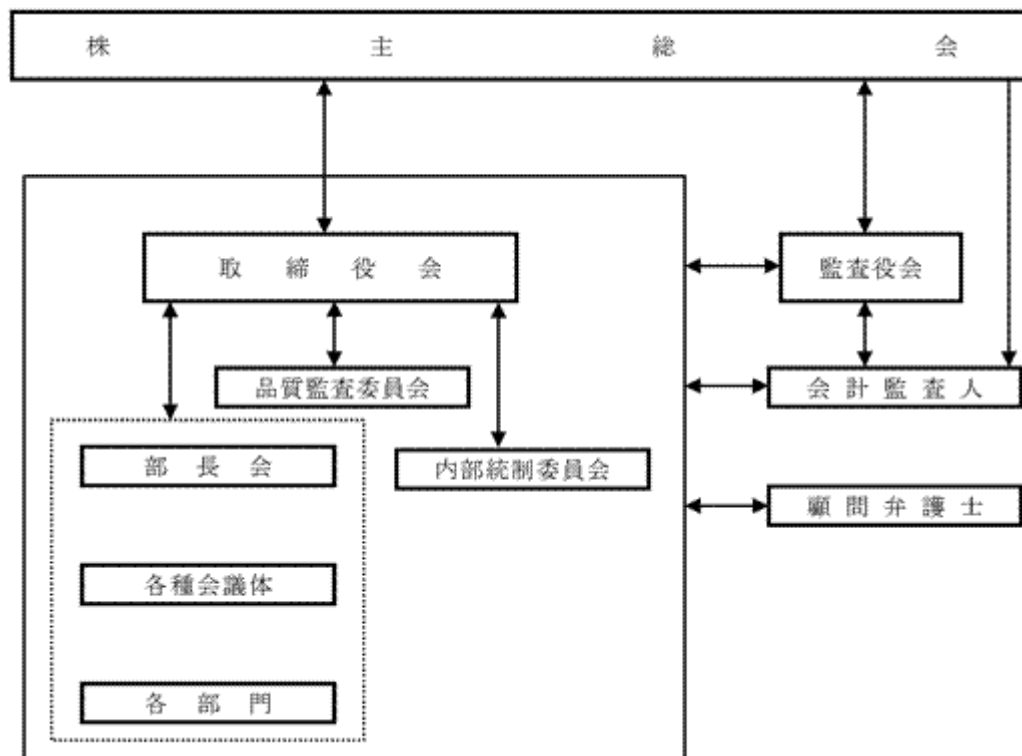 株主総会
取締役会
監査役会
品質監査委員会
会計監査人
部長会
内部統制委員会
顧問弁護士
各種会議体
各部門